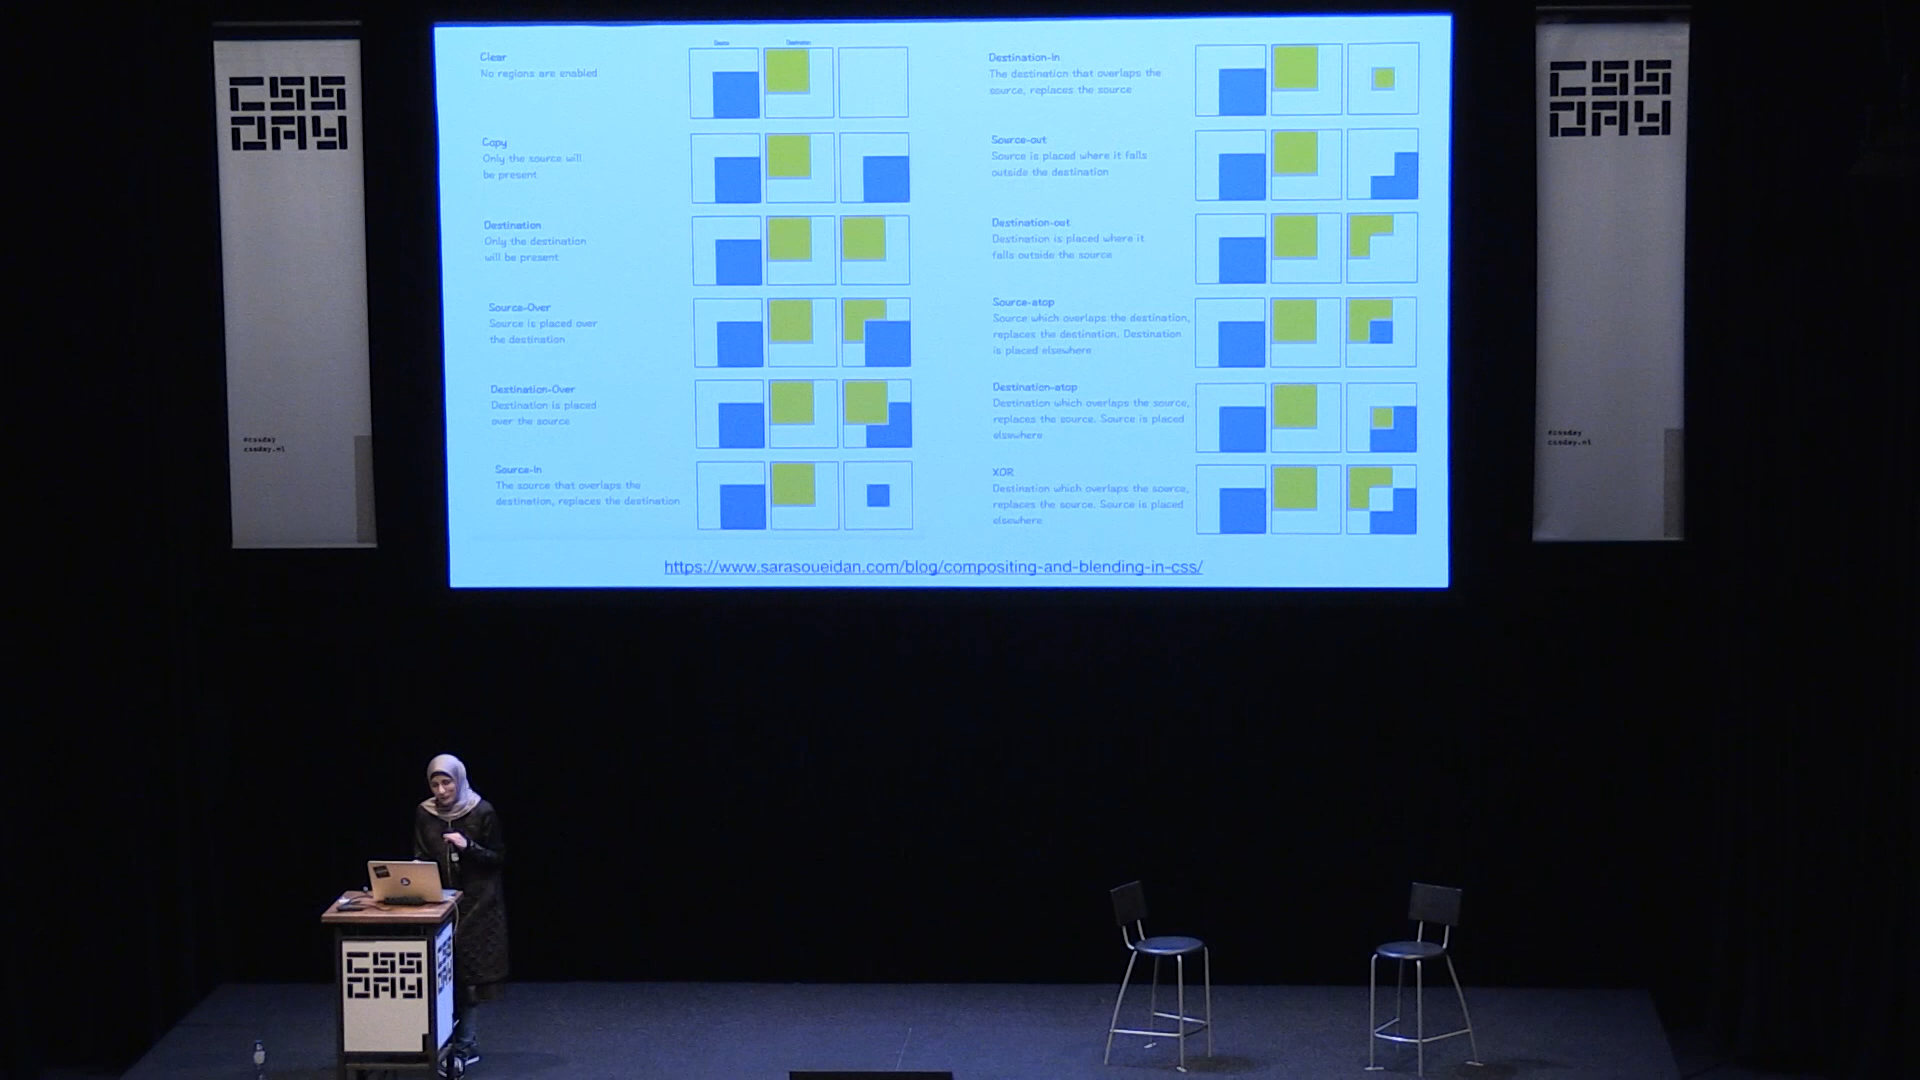 CSS
DAY
#cssday
cssday.nl
Source
Destination
Clear
No regions are enabled
Copy
Only the source will
be present
Destination
Only the destination
will be present
Source-Over
Source is placed over
the destination
Destination-Over
Destination is placed
over the source
Source-In
The source that overlaps the
destination, replaces the destination
Destination-in
The destination that overlaps the
source, replaces the source
Source-out
Source is placed where it falls
outside the destination
Destination-out
Destination is placed where it
falls outside the source
Source-atop
Source which overlaps the destination,
replaces the destination. Destination
is placed elsewhere
Destination-atop
Destination which overlaps the source,
replaces the source. Source is placed
elsewhere
XOR
Destination which overlaps the source,
replaces the source. Source is placed
elsewhere
https://www.sarasoueidan.com/blog/compositing-and-blending-in-css/
CSS
DAY
#cssday
cssday.nl
CSS
DAY
CSS
DAY